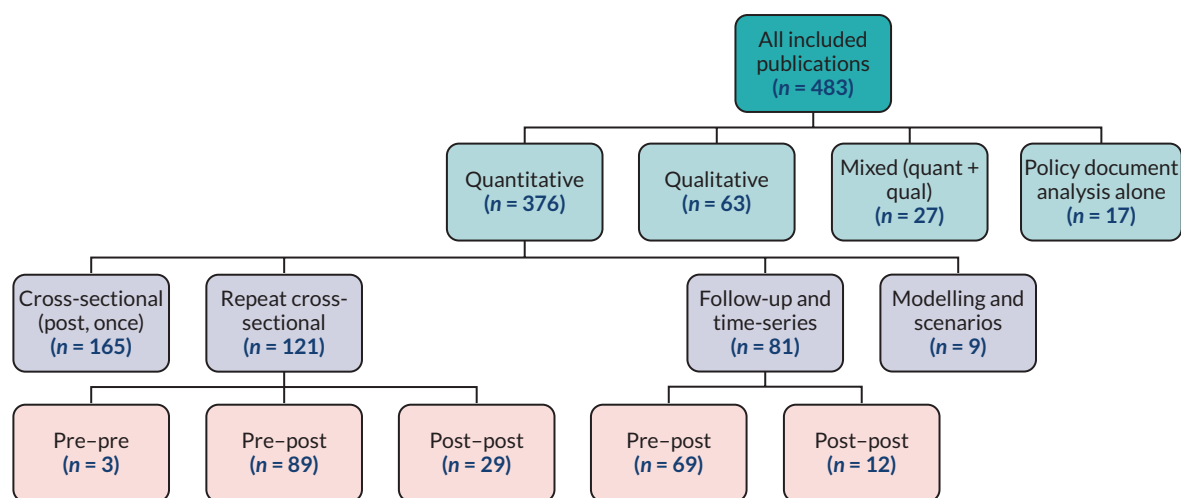 All included
publications
(n = 483)
Quantitative
(n = 376)
Qualitative
(n = 63)
Mixed (quant +
qual)
(n = 27)
Policy document
analysis alone
(n = 17)
Cross-sectional
(post, once)
(n = 165)
Repeat cross-
sectional
(n = 121)
Follow-up and
time-series
(n = 81)
Modelling and
scenarios
(n = 9)
Pre–pre
(n = 3)
Pre–post
(n = 89)
Post–post
(n = 29)
Pre–post
(n = 69)
Post–post
(n = 12)